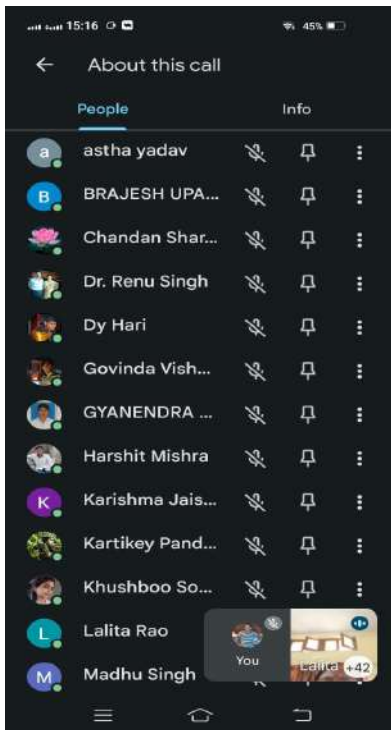 15:16 45%
About this call
People Info
a astha yadav
B BRAJESH UPA...
Chandan Shar...
Dr. Renu Singh
Dy Hari
Govinda Vish...
GYANENDRA ...
Harshit Mishra
K Karishma Jais...
Kartikey Pand...
Khushboo So...
L Lalita Rao
You Lalita +42
M Madhu Singh